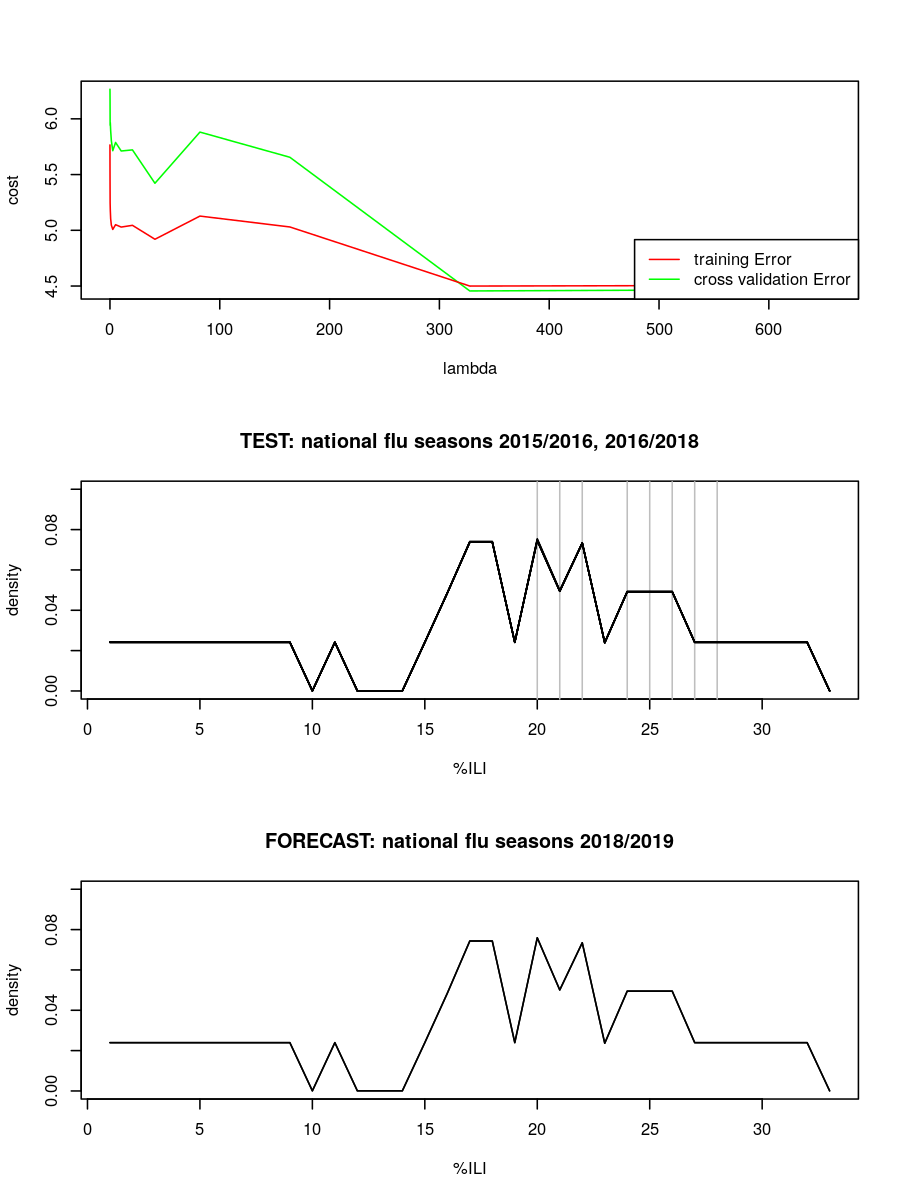 6.0
5.5
5.0
4.5
cost
training Error
cross validation Error
0 100 200 300 400 500 600
lambda
TEST: national flu seasons 2015/2016, 2016/2018
0.08
0.04
0.00
density
0 5 10 15 20 25 30
%ILI
FORECAST: national flu seasons 2018/2019
0.08
0.04
0.00
density
0 5 10 15 20 25 30
%ILI